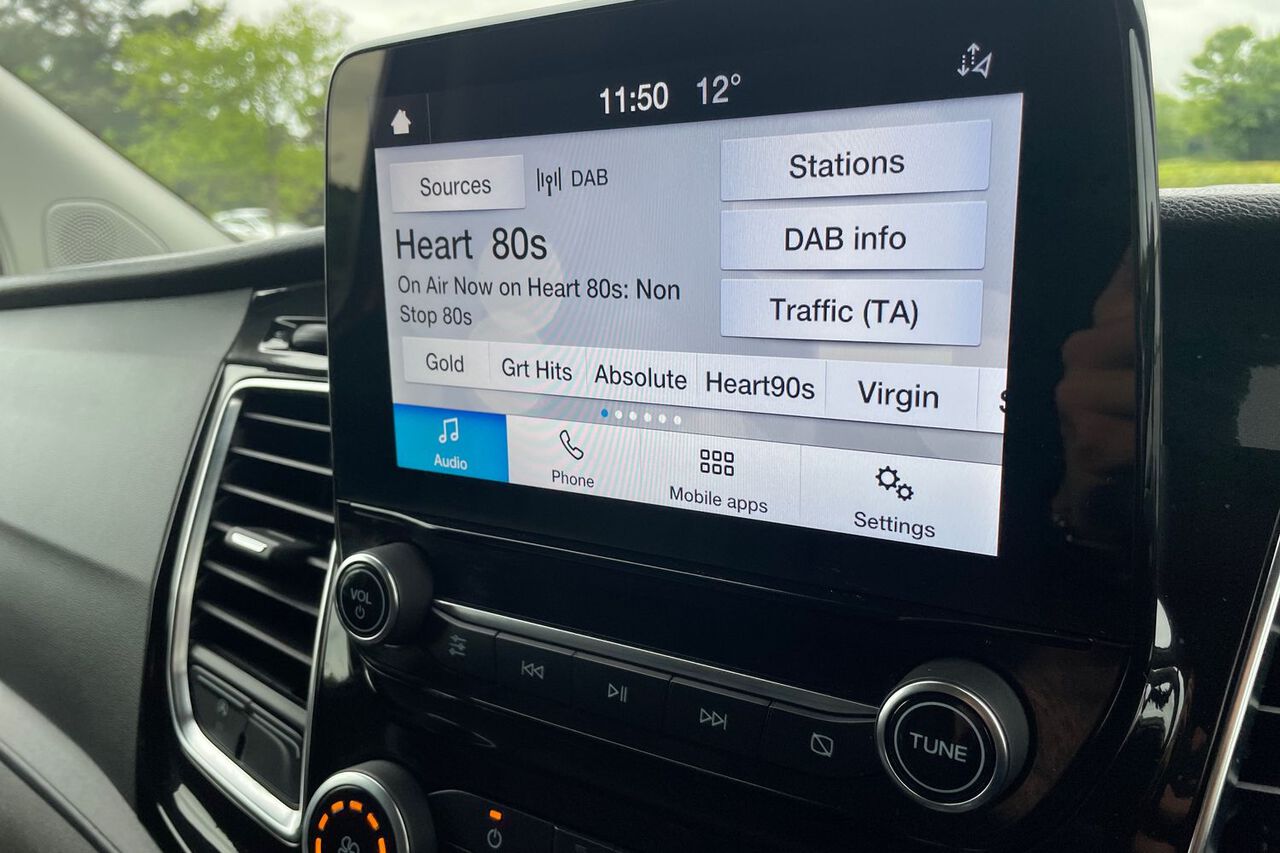 11:50 12°
Sources DAB
Stations
Heart 80s
DAB info
On Air Now on Heart 80s: Non
Stop 80s
Traffic (TA)
Gold Grt Hits Absolute Heart90s Virgin
Audio Phone Mobile apps Settings
VOL
TUNE